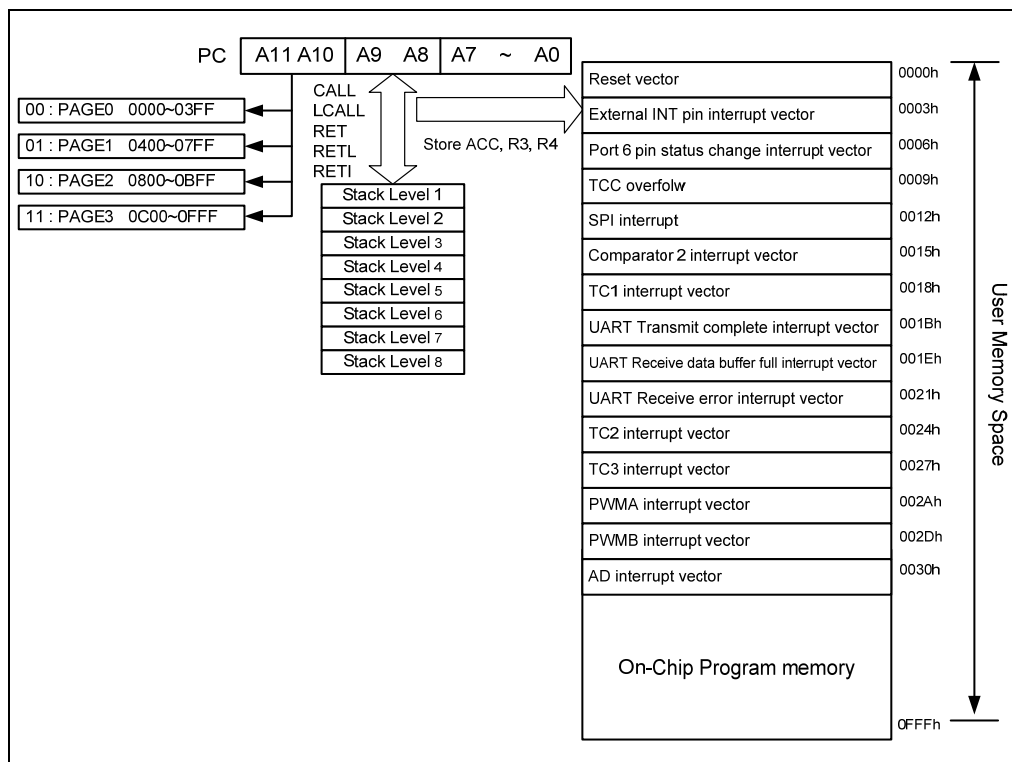 PC A11 A10 A9 A8 A7 ~ A0
00 : PAGE0 0000~03FF
01 : PAGE1 0400~07FF
10 : PAGE2 0800~0BFF
11 : PAGE3 0C00~0FFF
CALL
LCALL
RET
RETL
RETI
Store ACC, R3, R4
Stack Level 1
Stack Level 2
Stack Level 3
Stack Level 4
Stack Level 5
Stack Level 6
Stack Level 7
Stack Level 8
Reset vector 0000h
External INT pin interrupt vector 0003h
Port 6 pin status change interrupt vector 0006h
TCC overfolw 0009h
SPI interrupt 0012h
Comparator 2 interrupt vector 0015h
TC1 interrupt vector 0018h
UART Transmit complete interrupt vector 001Bh
UART Receive data buffer full interrupt vector 001Eh
UART Receive error interrupt vector 0021h
TC2 interrupt vector 0024h
TC3 interrupt vector 0027h
PWMA interrupt vector 002Ah
PWMB interrupt vector 002Dh
AD interrupt vector 0030h
On-Chip Program memory
0FFFh
User Memory Space